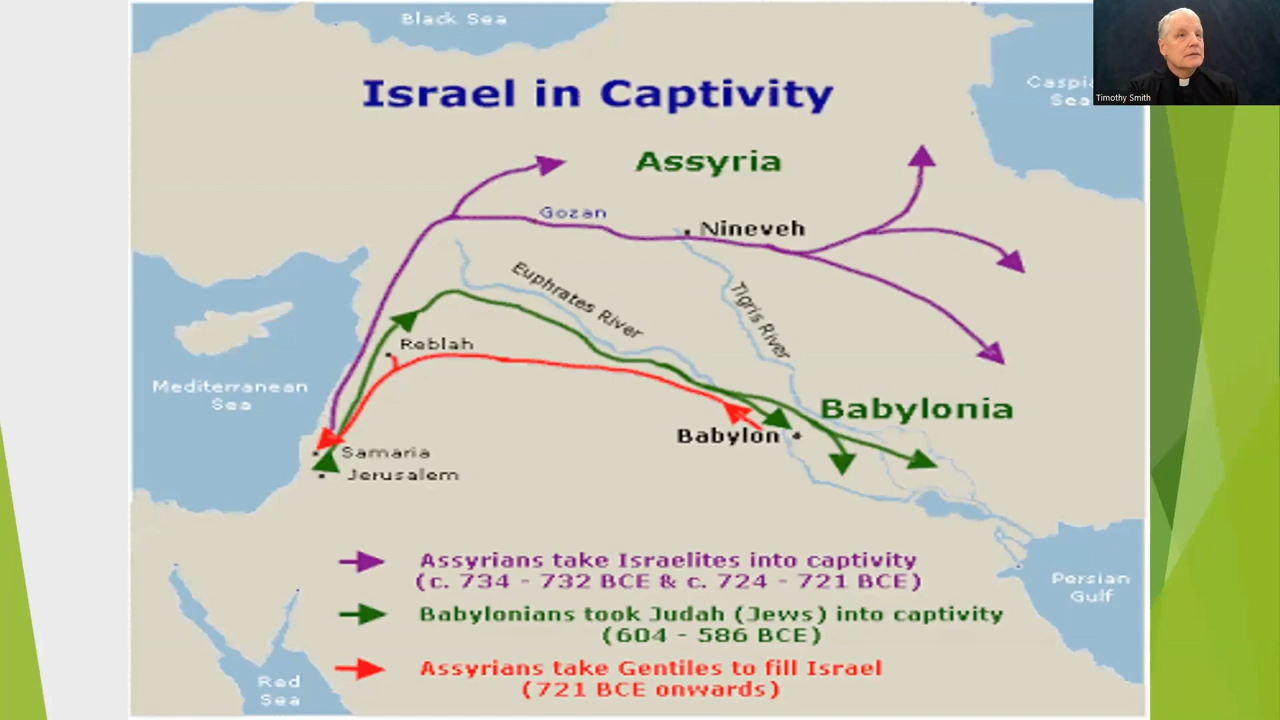 Black Sea
Timothy Smith
Israel in Captivity
Caspia
Sea
Assyria
Gozan
Nineveh
Euphrates River
Tigris River
Reblah
Mediterranean
Sea
Babylonia
Babylon
Samaria
Jerusalem
Assyrians take Israelites into captivity
(c. 734 - 732 BCE & c. 724 - 721 BCE)
Babylonians took Judah (Jews) into captivity
(604 - 586 BCE)
Assyrians take Gentiles to fill Israel
(721 BCE onwards)
Persian
Gulf
Red
Sea